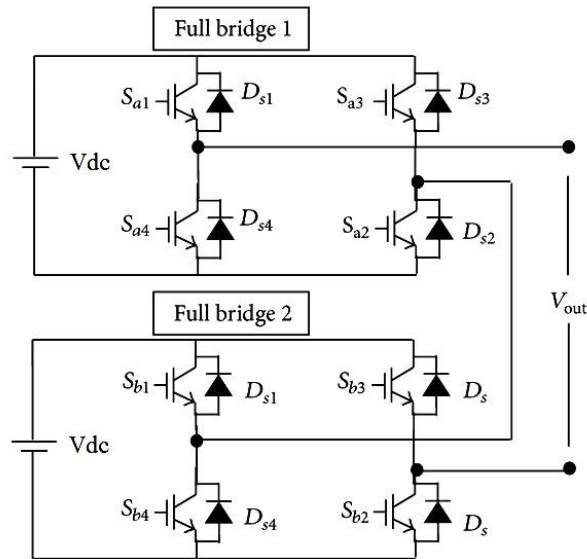 Full bridge 1
Sa1
Ds1
Sa3
Ds3
Vdc
Sa4
Ds4
Sa2
Ds2
Vout
Full bridge 2
Sb1
Ds1
Sb3
Ds
Vdc
Sb4
Ds4
Sb2
Ds